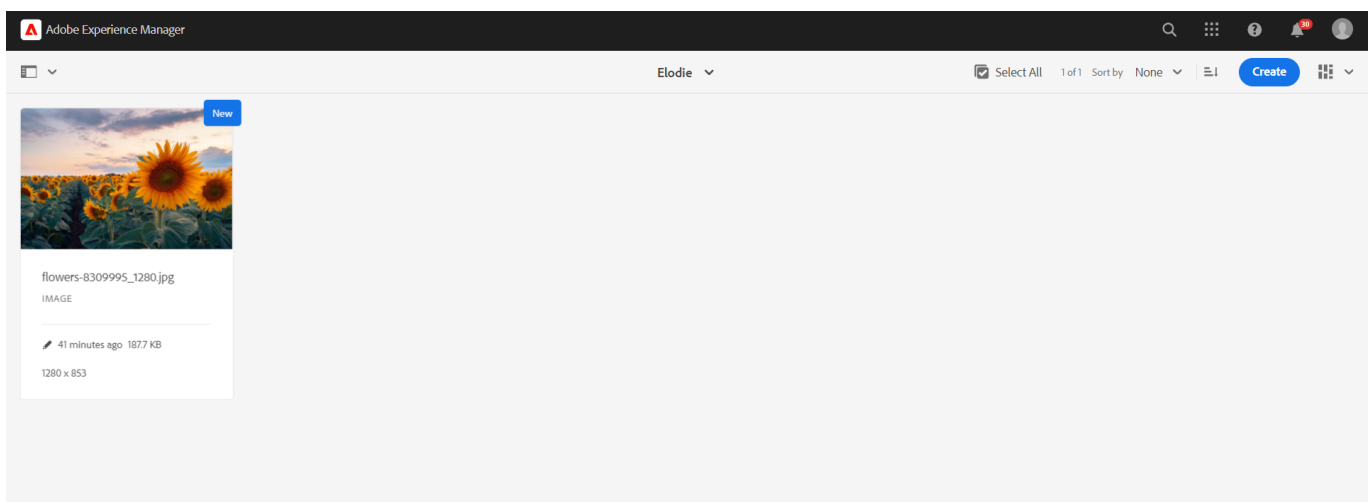 Adobe Experience Manager
30
Elodie
Select All 1 of 1 Sort by None Create
New
flowers-8309995_1280.jpg
IMAGE
41 minutes ago 187.7 KB
1280 x 853